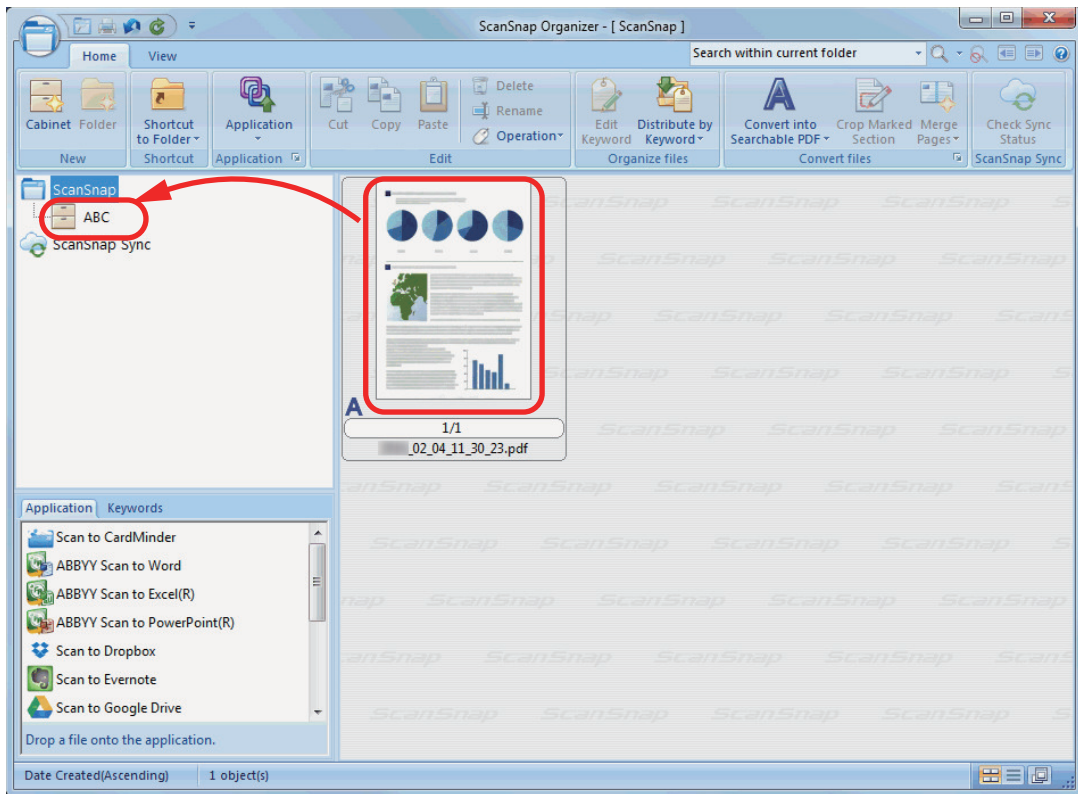 ScanSnap Organizer - [ ScanSnap ]
Home View
Search within current folder
Cabinet Folder Shortcut to Folder Application Cut Copy Paste Delete
Rename
Operation
Edit Keyword Distribute by Keyword Convert into Searchable PDF Crop Marked Section Merge Pages Check Sync Status
New Shortcut Application Edit Organize files Convert files ScanSnap Sync
ScanSnap
ABC
ScanSnap Sync
A
1/1
_02_04_11_30_23.pdf
Application Keywords
Scan to CardMinder
ABBYY Scan to Word
ABBYY Scan to Excel(R)
ABBYY Scan to PowerPoint(R)
Scan to Dropbox
Scan to Evernote
Scan to Google Drive
Drop a file onto the application.
Date Created(Ascending) 1 object(s)